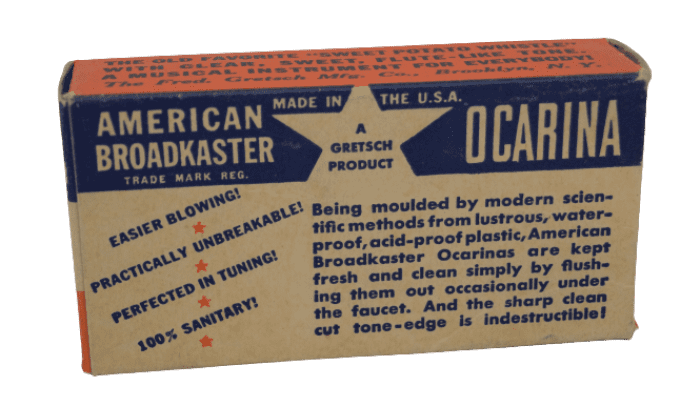 THE OLD FAVORITE "SWEET POTATO WHISTLE"
WITH CLEAR, SWEET, FLUTE-LIKE TONE.
A MUSICAL INSTRUMENT FOR EVERYBODY!
The Fred. Gretsch Mfg. Co., Brooklyn, N. Y.
MADE IN THE U.S.A.
AMERICAN
BROADKASTER
TRADE MARK REG.
A
GRETSCH
PRODUCT
OCARINA
EASIER BLOWING!
PRACTICALLY UNBREAKABLE!
PERFECTED IN TUNING!
100% SANITARY!
Being moulded by modern scien-
tific methods from lustrous, water-
proof, acid-proof plastic, American
Broadkaster Ocarinas are kept
fresh and clean simply by flush-
ing them out occasionally under
the faucet. And the sharp clean
cut tone-edge is indestructible!